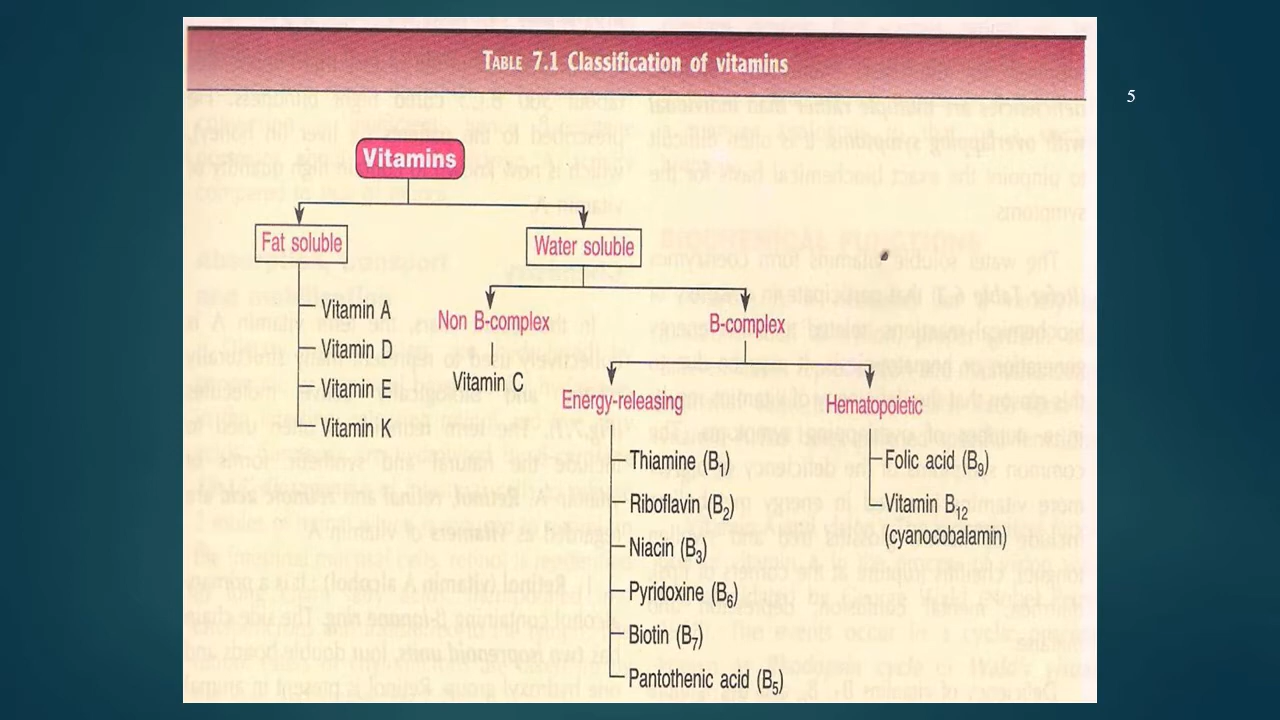 TABLE 7.1 Classification of vitamins
5
Vitamins
Fat soluble
Water soluble
Vitamin A
Vitamin D
Vitamin E
Vitamin K
Non B-complex
B-complex
Vitamin C
Energy-releasing
Hematopoietic
Thiamine (B1)
Riboflavin (B2)
Niacin (B3)
Pyridoxine (B6)
Biotin (B7)
Pantothenic acid (B5)
Folic acid (B9)
Vitamin B12
(cyanocobalamin)